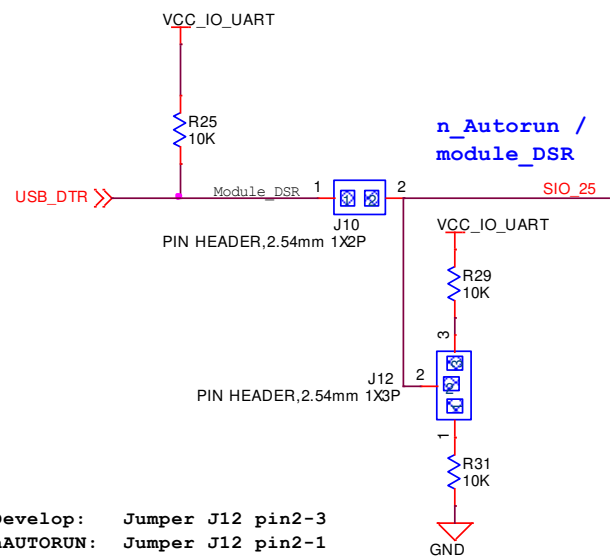 VCC_IO_UART
R25
10K
n_Autorun /
module_DSR
USB_DTR
Module_DSR
1
2
SIO_25
J10
PIN HEADER,2.54mm 1X2P
VCC_IO_UART
R29
10K
3
J12
2
PIN HEADER,2.54mm 1X3P
1
R31
10K
Develop: Jumper J12 pin2-3
nAUTORUN: Jumper J12 pin2-1
GND